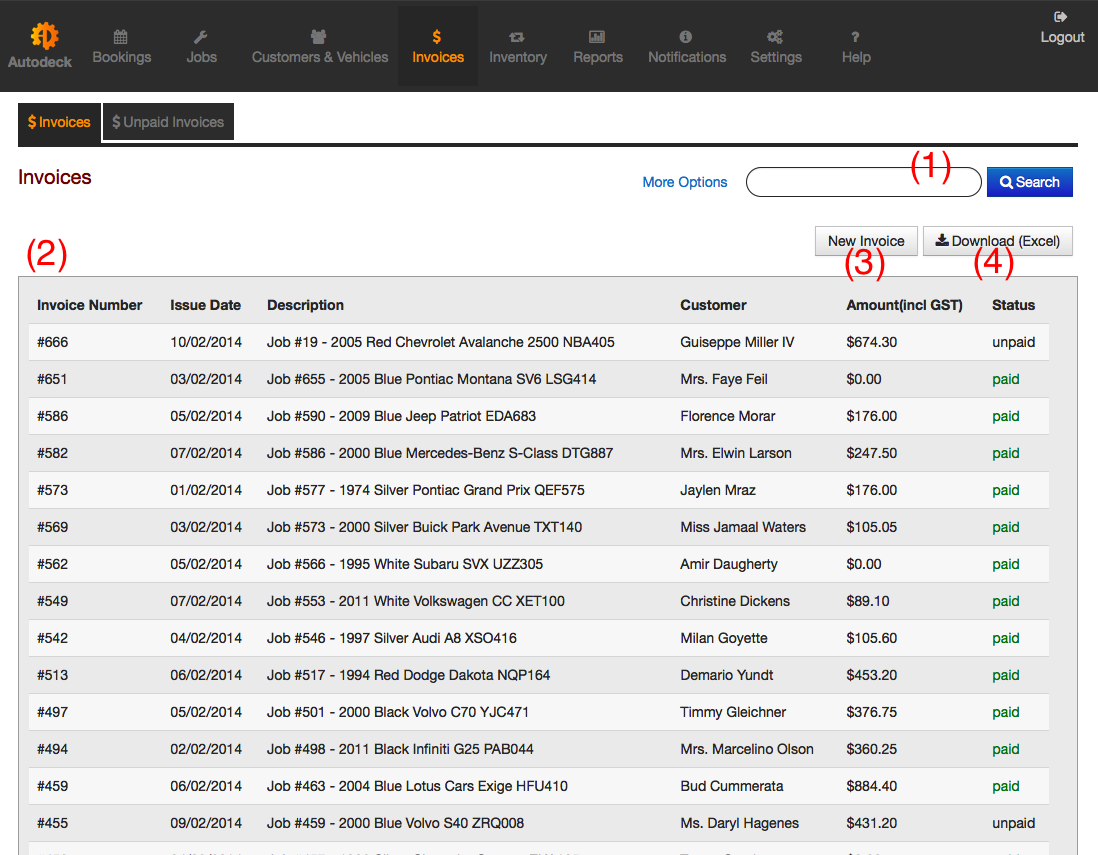 Autodeck
Bookings
Jobs
Customers & Vehicles
$
Invoices
Inventory
Reports
Notifications
Settings
?
Help
Logout
$ Invoices
$ Unpaid Invoices
Invoices
More Options
(1)
Search
(2)
New Invoice
Download (Excel)
(3)
(4)
Invoice Number Issue Date Description Customer Amount(incl GST) Status
#666 10/02/2014 Job #19 - 2005 Red Chevrolet Avalanche 2500 NBA405 Guiseppe Miller IV $674.30 unpaid
#651 03/02/2014 Job #655 - 2005 Blue Pontiac Montana SV6 LSG414 Mrs. Faye Feil $0.00 paid
#586 05/02/2014 Job #590 - 2009 Blue Jeep Patriot EDA683 Florence Morar $176.00 paid
#582 07/02/2014 Job #586 - 2000 Blue Mercedes-Benz S-Class DTG887 Mrs. Elwin Larson $247.50 paid
#573 01/02/2014 Job #577 - 1974 Silver Pontiac Grand Prix QEF575 Jaylen Mraz $176.00 paid
#569 03/02/2014 Job #573 - 2000 Silver Buick Park Avenue TXT140 Miss Jamaal Waters $105.05 paid
#562 05/02/2014 Job #566 - 1995 White Subaru SVX UZZ305 Amir Daugherty $0.00 paid
#549 07/02/2014 Job #553 - 2011 White Volkswagen CC XET100 Christine Dickens $89.10 paid
#542 04/02/2014 Job #546 - 1997 Silver Audi A8 XSO416 Milan Goyette $105.60 paid
#513 06/02/2014 Job #517 - 1994 Red Dodge Dakota NQP164 Demario Yundt $453.20 paid
#497 05/02/2014 Job #501 - 2000 Black Volvo C70 YJC471 Timmy Gleichner $376.75 paid
#494 02/02/2014 Job #498 - 2011 Black Infiniti G25 PAB044 Mrs. Marcelino Olson $360.25 paid
#459 06/02/2014 Job #463 - 2004 Blue Lotus Cars Exige HFU410 Bud Cummerata $884.40 paid
#455 09/02/2014 Job #459 - 2000 Blue Volvo S40 ZRQ008 Ms. Daryl Hagenes $431.20 unpaid